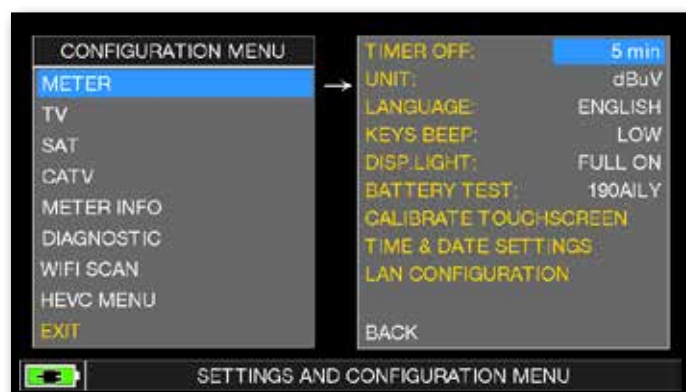 CONFIGURATION MENU
METER
TV
SAT
CATV
METER INFO
DIAGNOSTIC
WIFI SCAN
HEVC MENU
EXIT
→
TIMER OFF: 5 min
UNIT: dBuV
LANGUAGE: ENGLISH
KEYS BEEP: LOW
DISP.LIGHT: FULL ON
BATTERY TEST: 190AILY
CALIBRATE TOUCHSCREEN
TIME & DATE SETTINGS
LAN CONFIGURATION
BACK
SETTINGS AND CONFIGURATION MENU